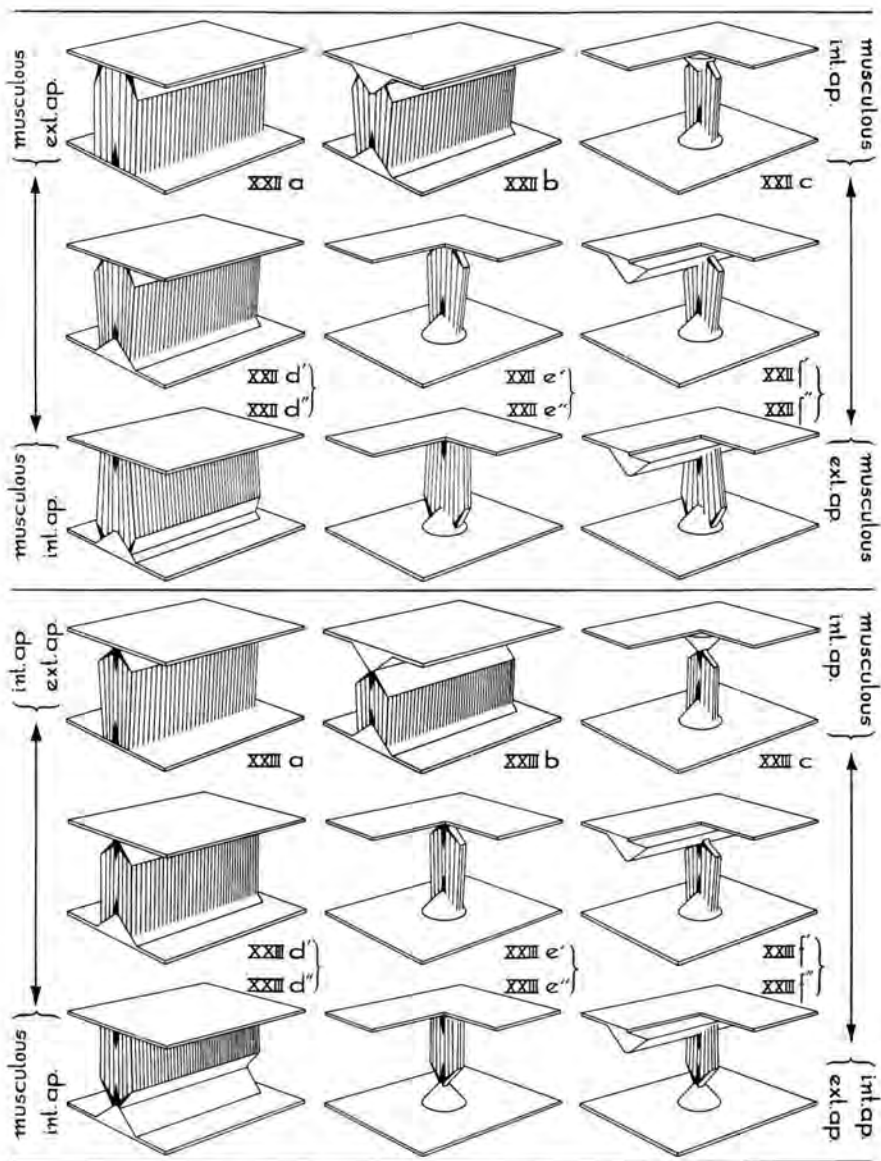 musculous
ext.ap.
musculous
int.ap.
XXII a
XXII b
XXII c
XXII d'
XXII d"
XXII e'
XXII e"
XXII f'
XXII f"
musculous
int.ap.
musculous
ext.ap.
int.ap.
ext.ap.
musculous
int.ap.
XXIII a
XXIII b
XXIII c
XXIII d'
XXIII d"
XXIII e'
XXIII e"
XXIII f'
XXIII f"
musculous
int.ap.
int.ap.
ext.ap.